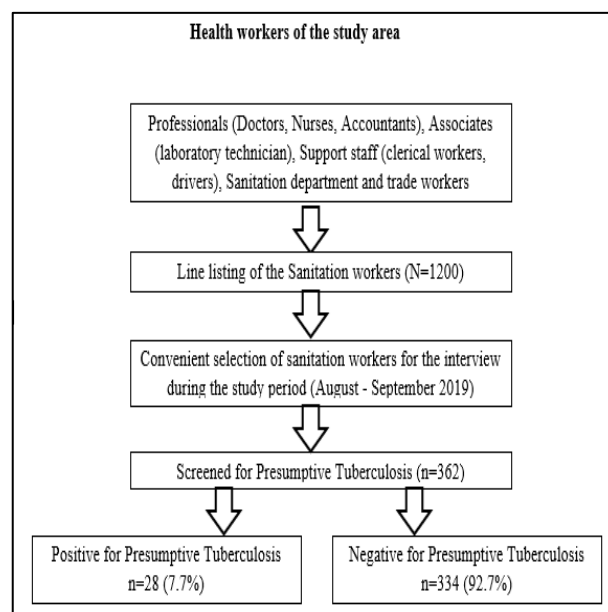 Health workers of the study area
Professionals (Doctors, Nurses, Accountants), Associates
(laboratory technician), Support staff (clerical workers,
drivers), Sanitation department and trade workers
Line listing of the Sanitation workers (N=1200)
Convenient selection of sanitation workers for the interview
during the study period (August - September 2019)
Screened for Presumptive Tuberculosis (n=362)
Positive for Presumptive Tuberculosis
n=28 (7.7%)
Negative for Presumptive Tuberculosis
n=334 (92.7%)